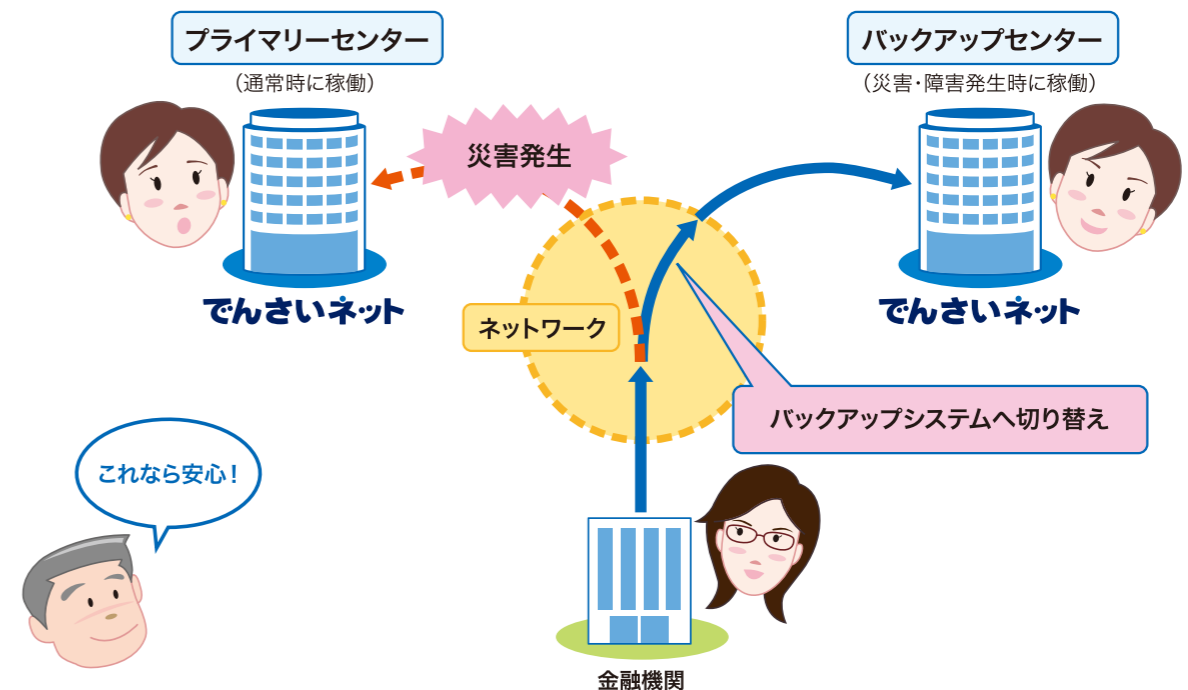 プライマリーセンター
（通常時に稼働）
バックアップセンター
（災害・障害発生時に稼働）
災害発生
でんさいネット
でんさいネット
ネットワーク
バックアップシステムへ切り替え
これなら安心！
金融機関